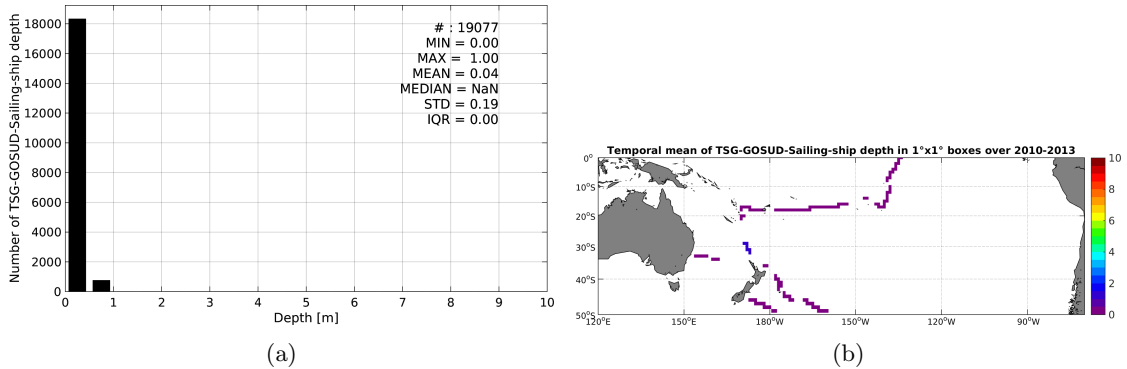 Number of TSG-GOSUD-Sailing-ship depth
18000
16000
14000
12000
10000
8000
6000
4000
2000
0
# : 19077
MIN = 0.00
MAX = 1.00
MEAN = 0.04
MEDIAN = NaN
STD = 0.19
IQR = 0.00
0 1 2 3 4 5 6 7 8 9 10
Depth [m]
(a)
Temporal mean of TSG-GOSUD-Sailing-ship depth in 1°x1° boxes over 2010-2013
0°
10°S
20°S
30°S
40°S
50°S
120°E 150°E 180°W 150°W 120°W 90°W
10
8
6
4
2
0
(b)